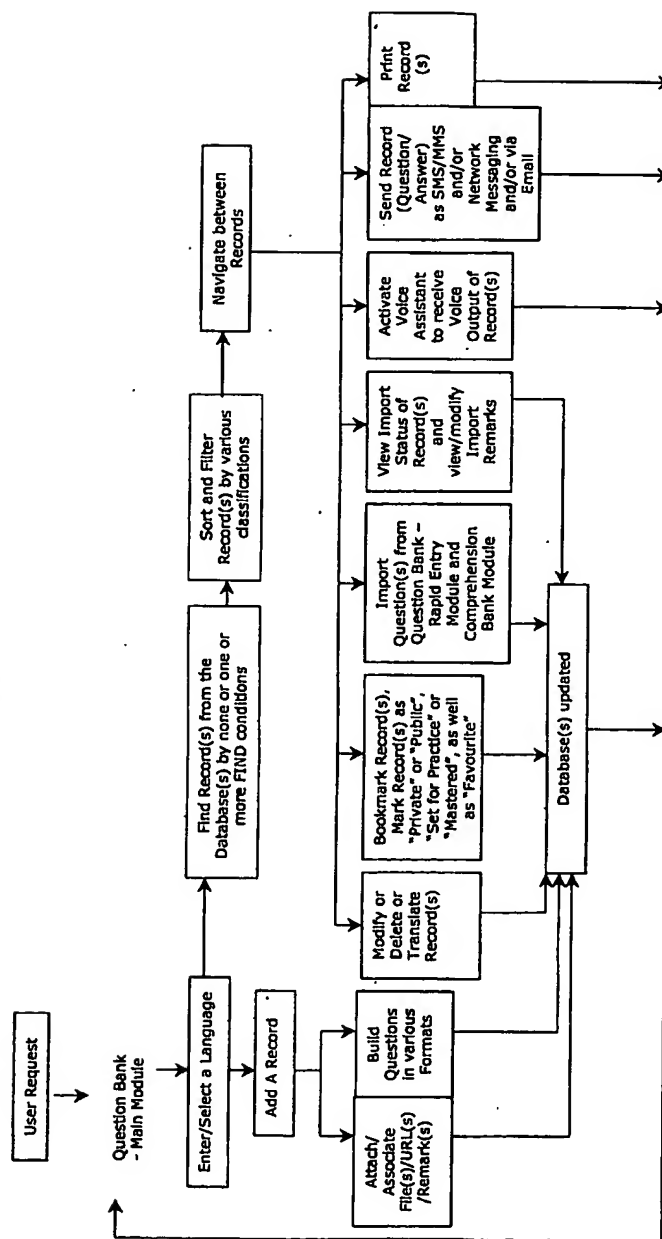 User Request
Question Bank
- Main Module
Enter/Select a Language
Find Record(s) from the
Database(s) by none or one or
more FIND conditions
Sort and Filter
Record(s) by various
classifications
Navigate between
Records
Add A Record
Attach/
Associate
File(s)/URL(s)
/Remark(s)
Build
Questions
in various
Formats
Modify or
Delete or
Translate
Record(s)
Bookmark Record(s),
Mark Record(s) as
"Private" or "Public",
"Set for Practice" or
"Mastered", as well
as "Favourite"
Import
Question(s) from
Question Bank –
Rapid Entry
Module and
Comprehension
Bank Module
View Import
Status of
Record(s)
and
view/modify
Import
Remarks
Activate
Voice
Assistant
to receive
Voice
Output of
Record(s)
Send Record
(Question/
Answer)
as SMS/MMS
and/or
Network
Messaging
and/or via
Email
Print
Record
(s)
Database(s) updated